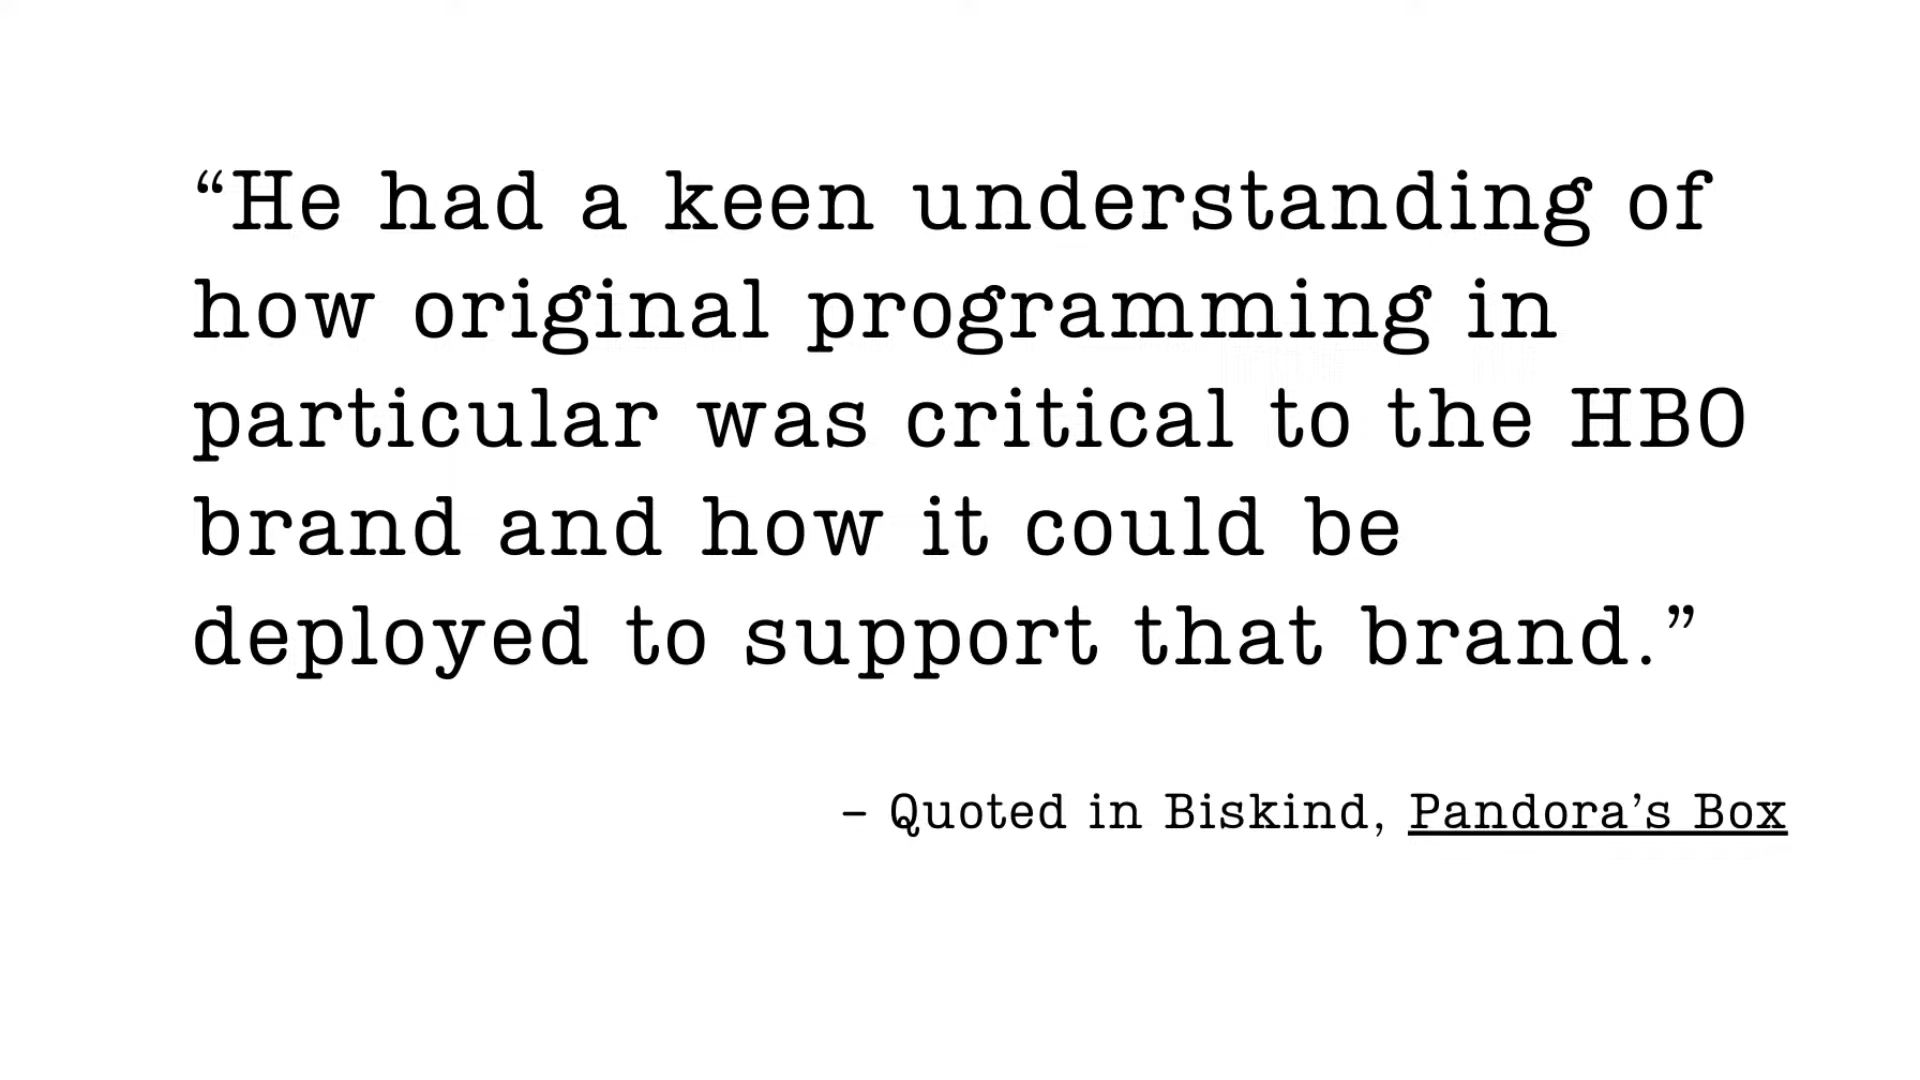 “He had a keen understanding of
how original programming in
particular was critical to the HBO
brand and how it could be
deployed to support that brand.”
– Quoted in Biskind, Pandora’s Box